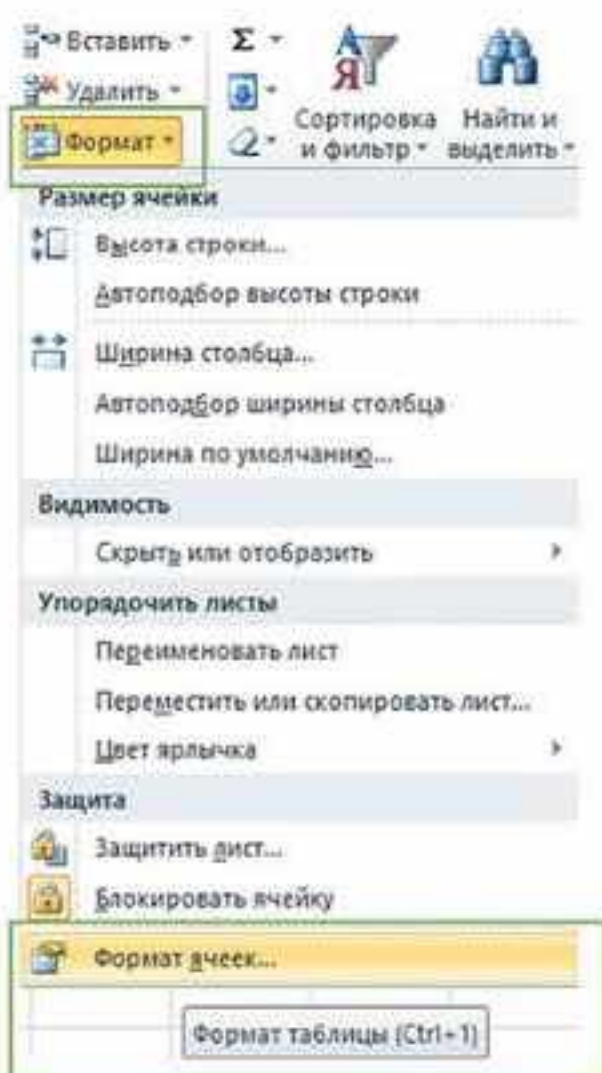 Вставить
Σ
Удалить
Формат
Сортировка и фильтр
Найти и выделить
Размер ячейки
Высота строки...
Автоподбор высоты строки
Ширина столбца...
Автоподбор ширины столбца
Ширина по умолчанию...
Видимость
Скрыть или отобразить
Упорядочить листы
Переименовать лист
Переместить или скопировать лист...
Цвет ярлычка
Защита
Защитить лист...
Блокировать ячейку
Формат ячеек...
Формат таблицы (Ctrl+1)